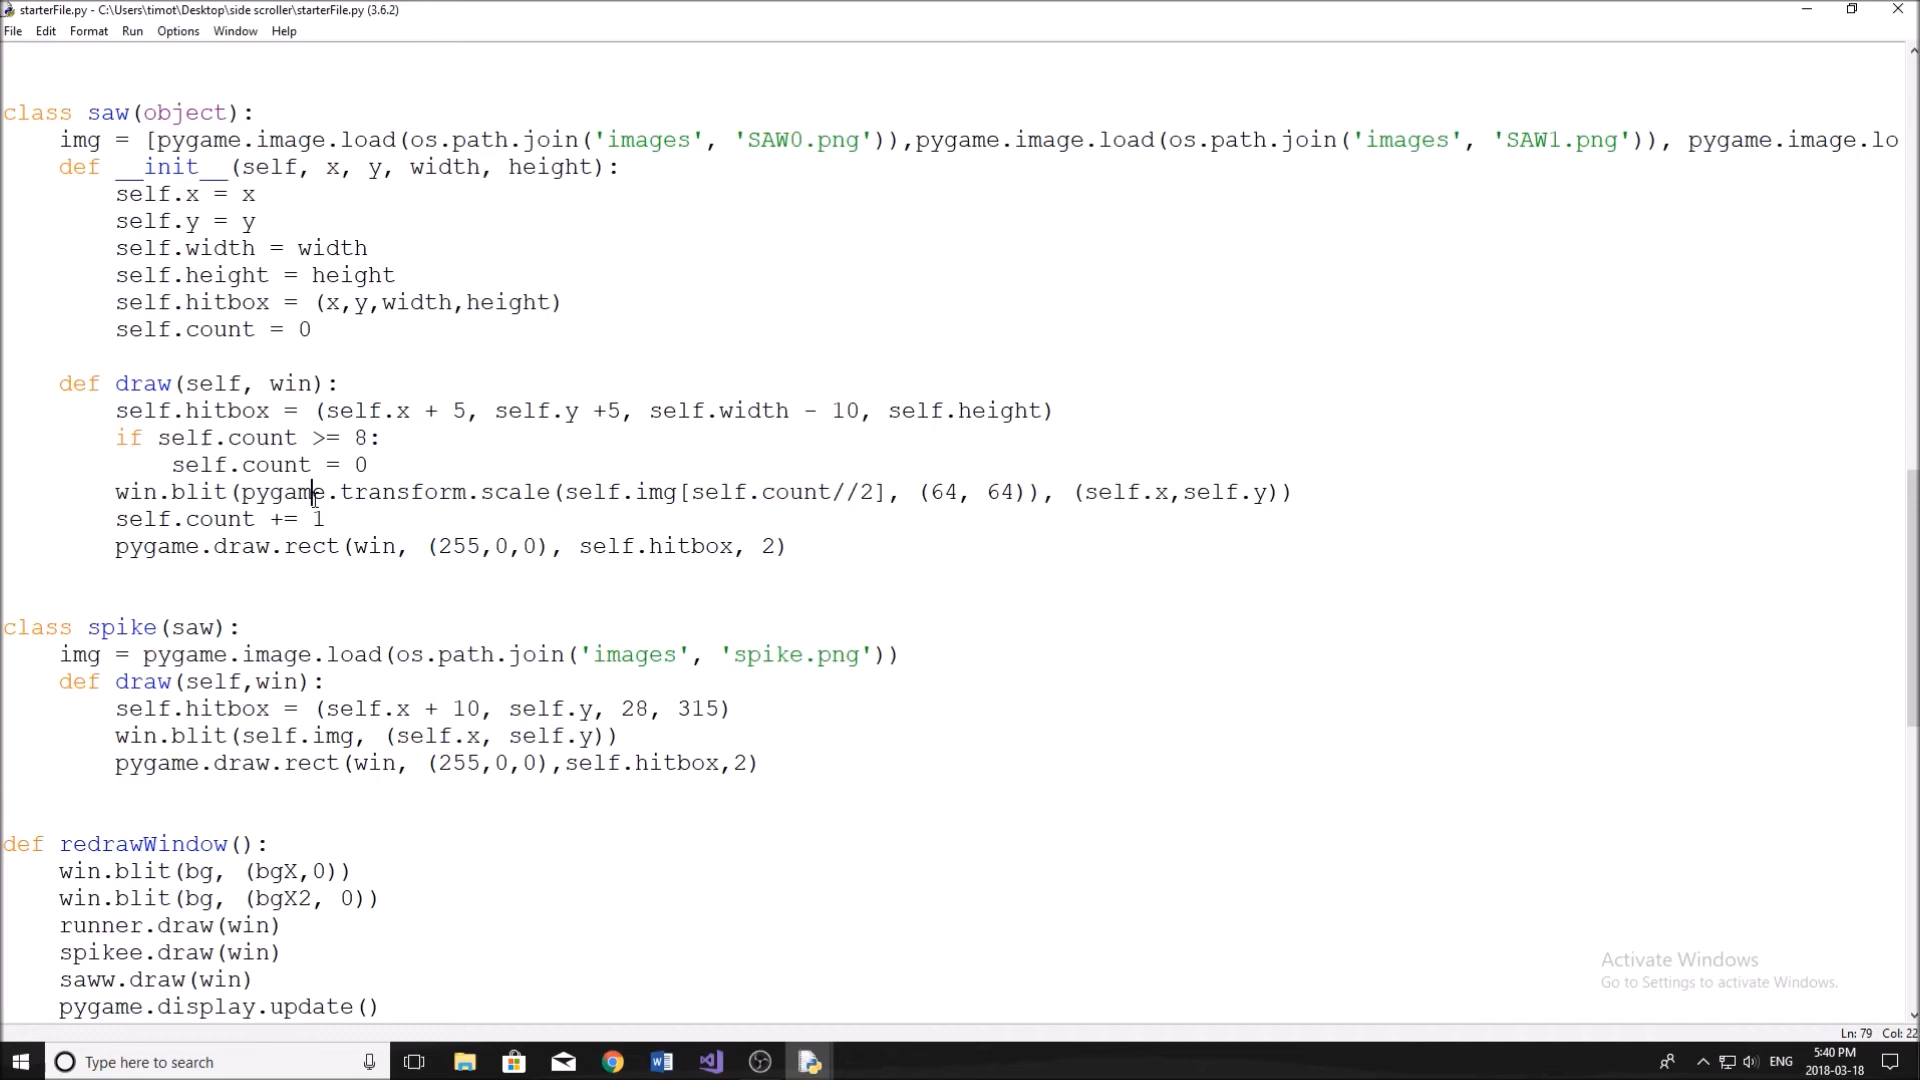 starterFile.py - C:\Users\timot\Desktop\side scroller\starterFile.py (3.6.2)
File Edit Format Run Options Window Help
class saw(object):
    img = [pygame.image.load(os.path.join('images', 'SAW0.png')),pygame.image.load(os.path.join('images', 'SAW1.png')), pygame.image.lo
    def __init__(self, x, y, width, height):
        self.x = x
        self.y = y
        self.width = width
        self.height = height
        self.hitbox = (x,y,width,height)
        self.count = 0
    def draw(self, win):
        self.hitbox = (self.x + 5, self.y +5, self.width - 10, self.height)
        if self.count >= 8:
            self.count = 0
        win.blit(pygame.transform.scale(self.img[self.count//2], (64, 64)), (self.x,self.y))
        self.count += 1
        pygame.draw.rect(win, (255,0,0), self.hitbox, 2)
class spike(saw):
    img = pygame.image.load(os.path.join('images', 'spike.png'))
    def draw(self,win):
        self.hitbox = (self.x + 10, self.y, 28, 315)
        win.blit(self.img, (self.x, self.y))
        pygame.draw.rect(win, (255,0,0),self.hitbox,2)
def redrawWindow():
    win.blit(bg, (bgX,0))
    win.blit(bg, (bgX2, 0))
    runner.draw(win)
    spikee.draw(win)
    saww.draw(win)
    pygame.display.update()
Activate Windows
Go to Settings to activate Windows.
Ln: 79 Col: 22
Type here to search
ENG
5:40 PM
2018-03-18